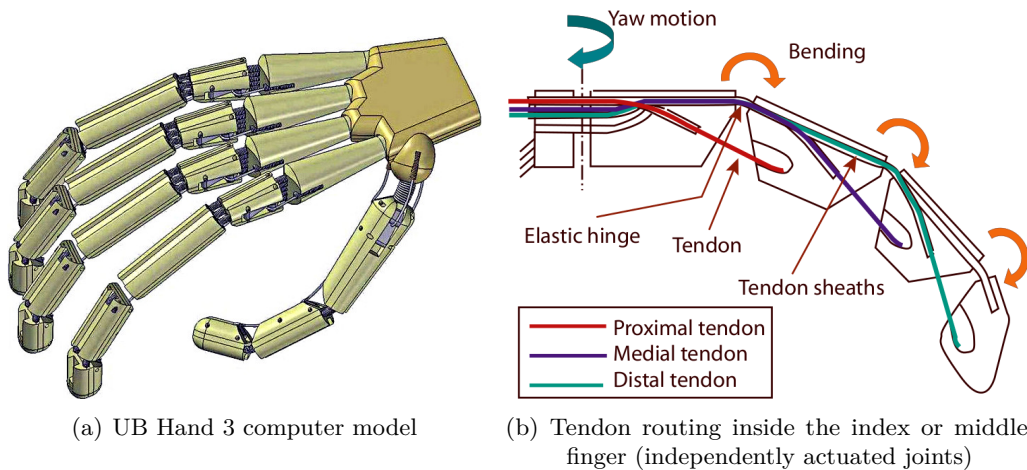 Yaw motion
Bending
Elastic hinge
Tendon
Tendon sheaths
Proximal tendon
Medial tendon
Distal tendon
(a) UB Hand 3 computer model
(b) Tendon routing inside the index or middle
finger (independently actuated joints)